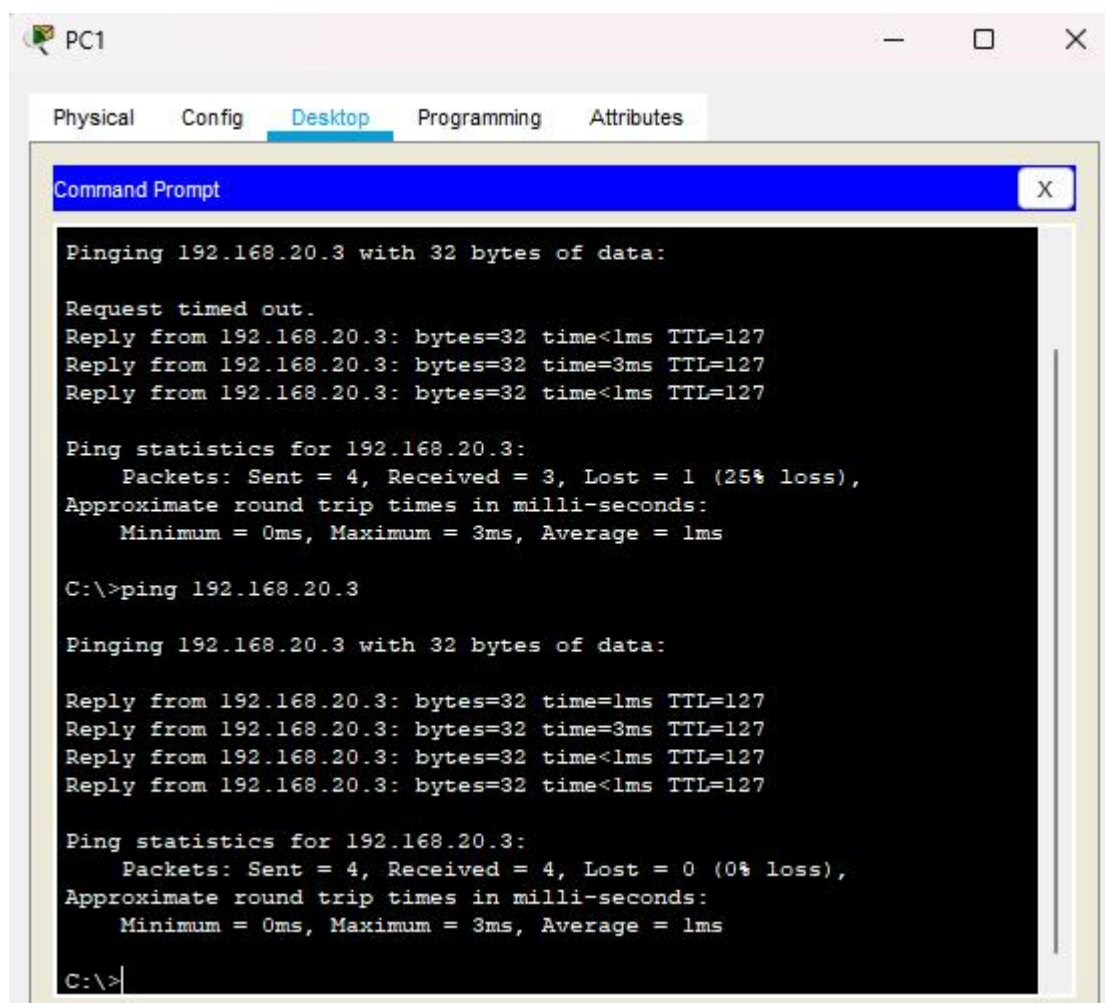 PC1
Physical Config Desktop Programming Attributes
Command Prompt X
Pinging 192.168.20.3 with 32 bytes of data:
Request timed out.
Reply from 192.168.20.3: bytes=32 time<1ms TTL=127
Reply from 192.168.20.3: bytes=32 time=3ms TTL=127
Reply from 192.168.20.3: bytes=32 time<1ms TTL=127
Ping statistics for 192.168.20.3:
Packets: Sent = 4, Received = 3, Lost = 1 (25% loss),
Approximate round trip times in milli-seconds:
Minimum = 0ms, Maximum = 3ms, Average = 1ms
C:\>ping 192.168.20.3
Pinging 192.168.20.3 with 32 bytes of data:
Reply from 192.168.20.3: bytes=32 time=1ms TTL=127
Reply from 192.168.20.3: bytes=32 time=3ms TTL=127
Reply from 192.168.20.3: bytes=32 time<1ms TTL=127
Reply from 192.168.20.3: bytes=32 time<1ms TTL=127
Ping statistics for 192.168.20.3:
Packets: Sent = 4, Received = 4, Lost = 0 (0% loss),
Approximate round trip times in milli-seconds:
Minimum = 0ms, Maximum = 3ms, Average = 1ms
C:\>